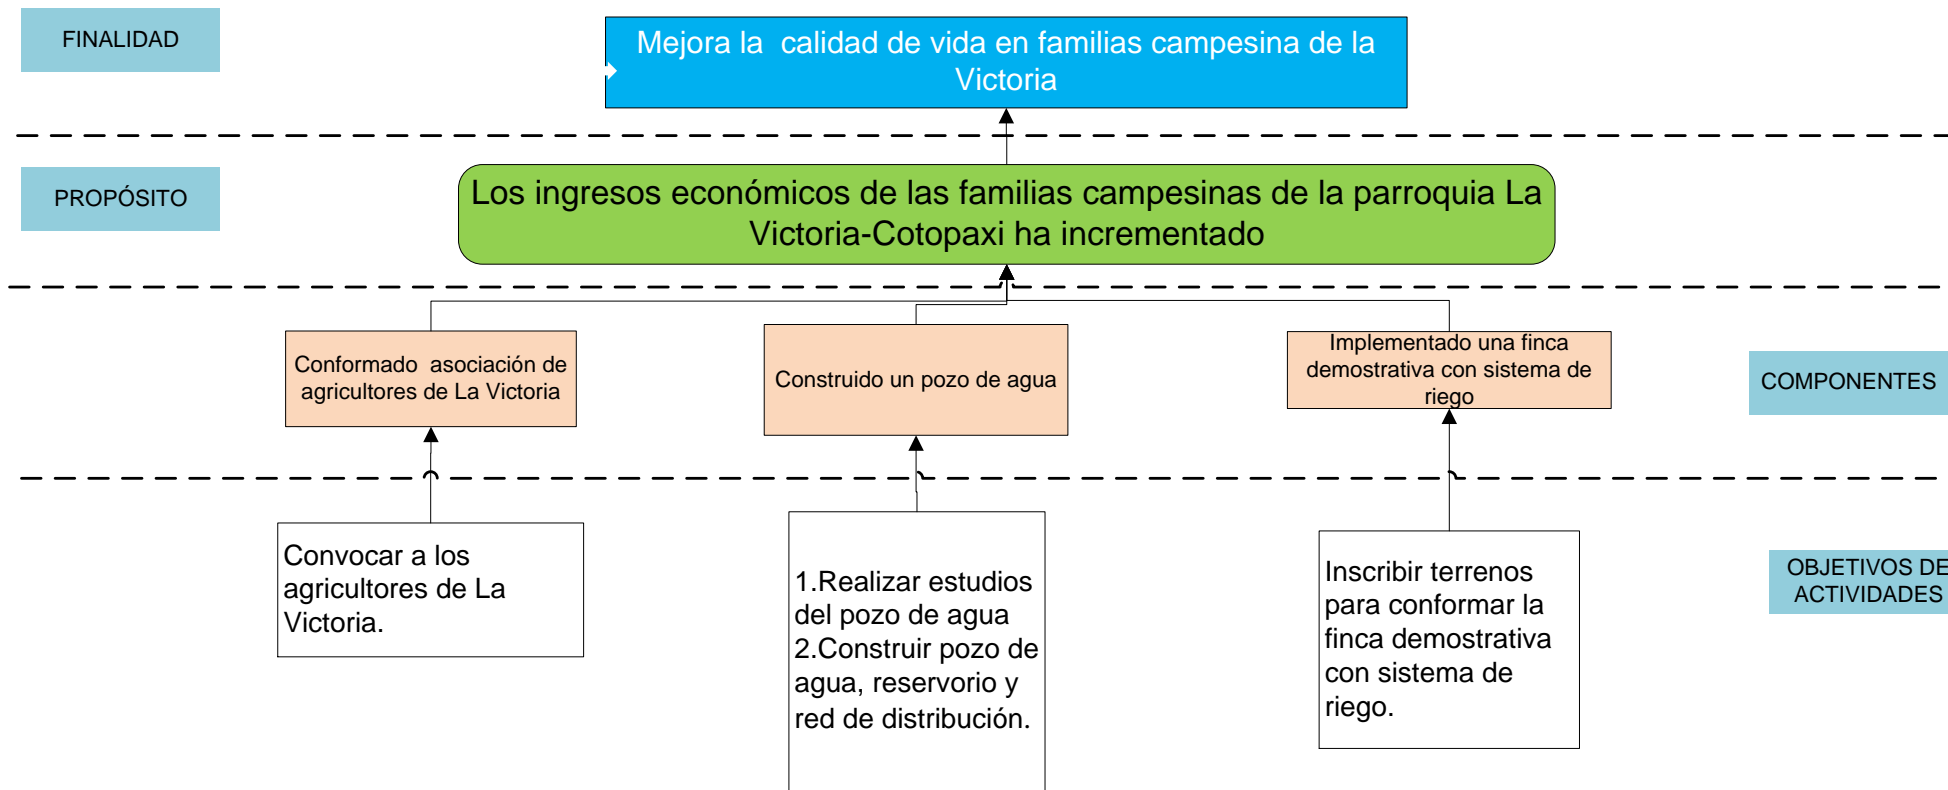 FINALIDAD
Mejora la  calidad de vida en familias campesina de la
Victoria
PROPÓSITO
Los ingresos económicos de las familias campesinas de la parroquia La
Victoria-Cotopaxi ha incrementado
Conformado  asociación de
agricultores de La Victoria
Construido un pozo de agua
Implementado una finca
demostrativa con sistema de
riego
COMPONENTES
Convocar a los
agricultores de La
Victoria.
1.Realizar estudios
del pozo de agua
2.Construir pozo de
agua, reservorio y
red de distribución.
Inscribir terrenos
para conformar la
finca demostrativa
con sistema de
riego.
OBJETIVOS DE
ACTIVIDADES